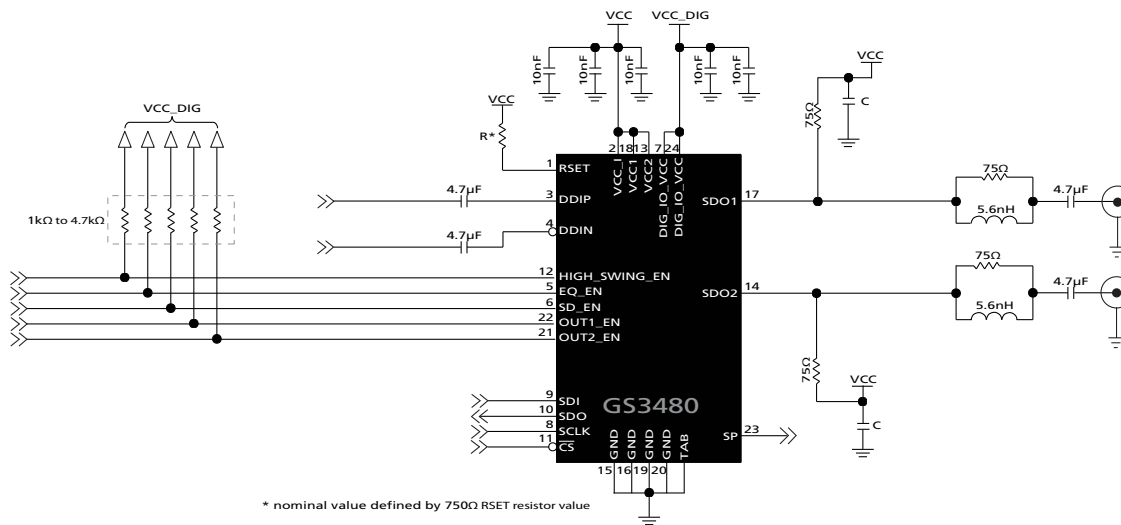 VCC
VCC_DIG
10nF
10nF
10nF
10nF
10nF
VCC
75Ω
C
VCC_DIG
VCC
R*
1kΩ to 4.7kΩ
2 18 13 7 24
VCC_I
VCC1
VCC2
DIG_IO_VCC
DIG_IO_VCC
1
RSET
4.7µF
3
DDIP
4.7µF
4
DDIN
12
HIGH_SWING_EN
5
EQ_EN
6
SD_EN
22
OUT1_EN
21
OUT2_EN
9
SDI
10
SDO
8
SCLK
11
CS
GS3480
SDO1
17
75Ω
5.6nH
4.7µF
SDO2
14
75Ω
5.6nH
4.7µF
75Ω
VCC
C
SP
23
GND
GND
GND
GND
TAB
15 16 19 20
* nominal value defined by 750Ω RSET resistor value